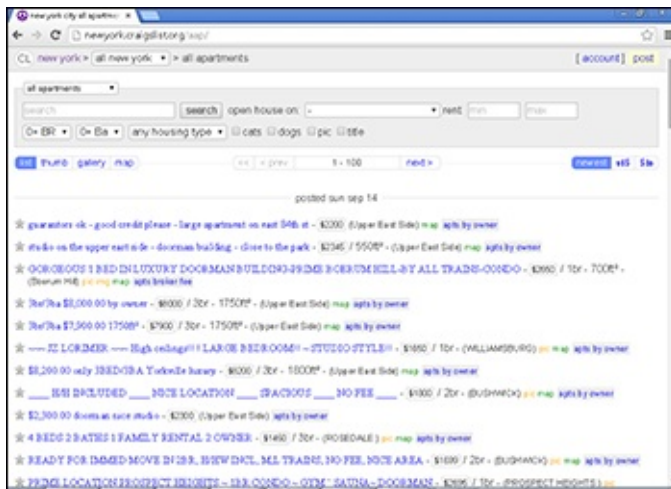 new york city all apartme
newyork.craigslist.org/aap/
CL new york > all new york > all apartments [ account ] post
all apartments
search search open house on: - rent min max
0+ BR 0+ Ba any housing type cats dogs pic title
list thumb gallery map << < prev 1 - 100 next > newest
posted sun sep 14
guarantors ok - good credit please - large apartment on east 84th st - $2200 (Upper East Side) map apts by owner
studio on the upper east side - doorman building - close to the park - $2345 / 550ft² - (Upper East Side) map apts by owner
GORGEOUS 1 BED IN LUXURY DOORMAN BUILDING-PRIME BOERUM HILL-BY ALL TRAINS-CONDO - / 1br - 700ft² -
(Boerum Hill) pic img map apts broker fee
3br/3ba $8,000.00 by owner - $8000 / 3br - 1750ft² - (Upper East Side) map apts by owner
3br/3ba $7,900.00 1750ft² - $7900 / 3br - 1750ft² - (Upper East Side) map apts by owner
~~~ LORIMER ~~~ High ceilings!!! LARGE BEDROOM!! ~ STUDIO STYLE!! - / 1br - (WILLIAMSBURG) pic map apts by owner
$8,200.00 only 3BED/3BA Yorkville luxury - $8200 / 3br - 1800ft² - (Upper East Side) map apts by owner
____ H/H INCLUDED ____ NICE LOCATION ____ SPACIOUS ____ NO FEE ____ - / 2br - (BUSHWICK) pic map apts by owner
$2,300.00 doorman race studio - $2300 (Upper East Side) map apts by owner
4 BEDS 2 BATHS 1 FAMILY RENTAL 2 OWNER - / 3br - (ROSEDALE ) pic map apts by owner
READY FOR IMMED MOVE IN 2BR, H/HW INCL, M,L TRAINS, NO FEE, NICE AREA - / 2br - (BUSHWICK) pic map apts by owner
PRIME LOCATION PROSPECT HEIGHTS ~ 1BR CONDO ~ GYM ~ SAUNA ~ DOORMAN - / 1br - (PROSPECT HEIGHTS ) pic